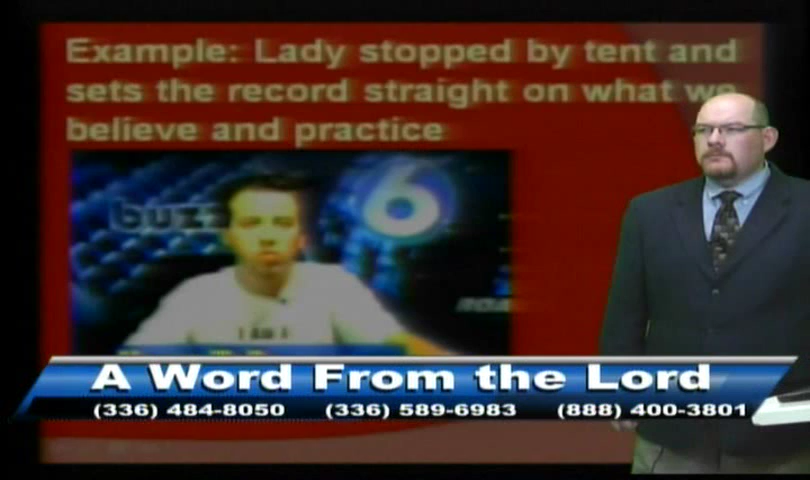 Example: Lady stopped by tent and
sets the record straight on what we
believe and practice
buzz 6
I AM I
A Word From the Lord
(336) 484-8050 (336) 589-6983 (888) 400-3801